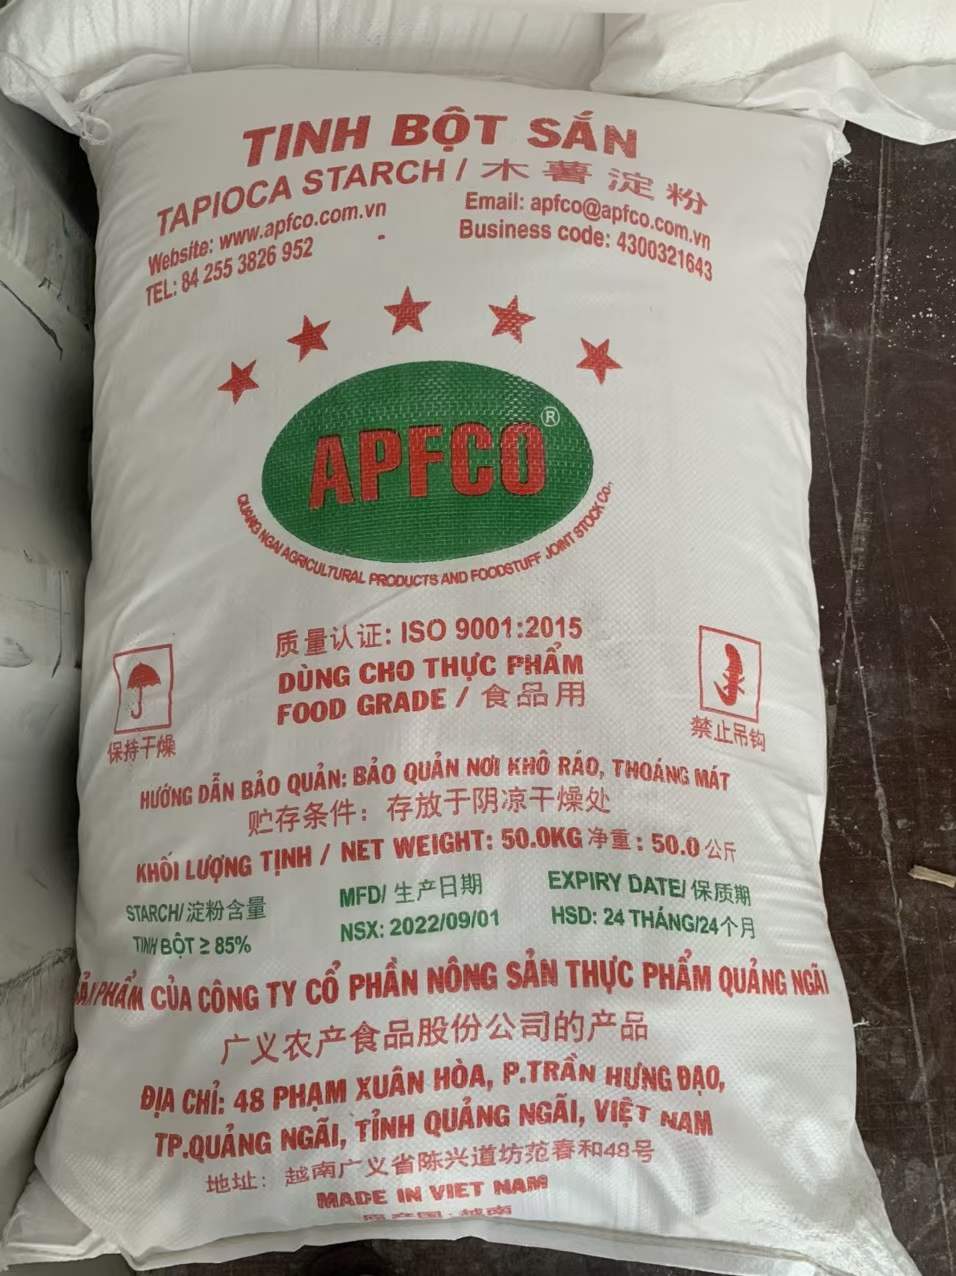 TINH BỘT SẮN
TAPIOCA STARCH / 木薯淀粉
Website: www.apfco.com.vn
Email: apfco@apfco.com.vn
TEL: 84 255 3826 952
Business code: 4300321643
APFCO ®
QUANG NGAI AGRICULTURAL PRODUCTS AND FOODSTUFF JOINT STOCK Co.,
质量认证: ISO 9001:2015
DÙNG CHO THỰC PHẨM
FOOD GRADE / 食品用
保持干燥
禁止吊钩
HƯỚNG DẪN BẢO QUẢN: BẢO QUẢN NƠI KHÔ RÁO, THOÁNG MÁT
贮存条件: 存放于阴凉干燥处
KHỐI LƯỢNG TỊNH / NET WEIGHT: 50.0KG 净重: 50.0 公斤
STARCH/ 淀粉含量
TINH BỘT ≥ 85%
MFD/ 生产日期
NSX: 2022/09/01
EXPIRY DATE/ 保质期
HSD: 24 THÁNG/24个月
SẢN PHẨM CỦA CÔNG TY CỔ PHẦN NÔNG SẢN THỰC PHẨM QUẢNG NGÃI
广义农产食品股份公司的产品
ĐỊA CHỈ: 48 PHẠM XUÂN HÒA, P.TRẦN HƯNG ĐẠO,
TP.QUẢNG NGÃI, TỈNH QUẢNG NGÃI, VIỆT NAM
地址: 越南广义省陈兴道坊范春和48号
MADE IN VIET NAM
原产国: 越南